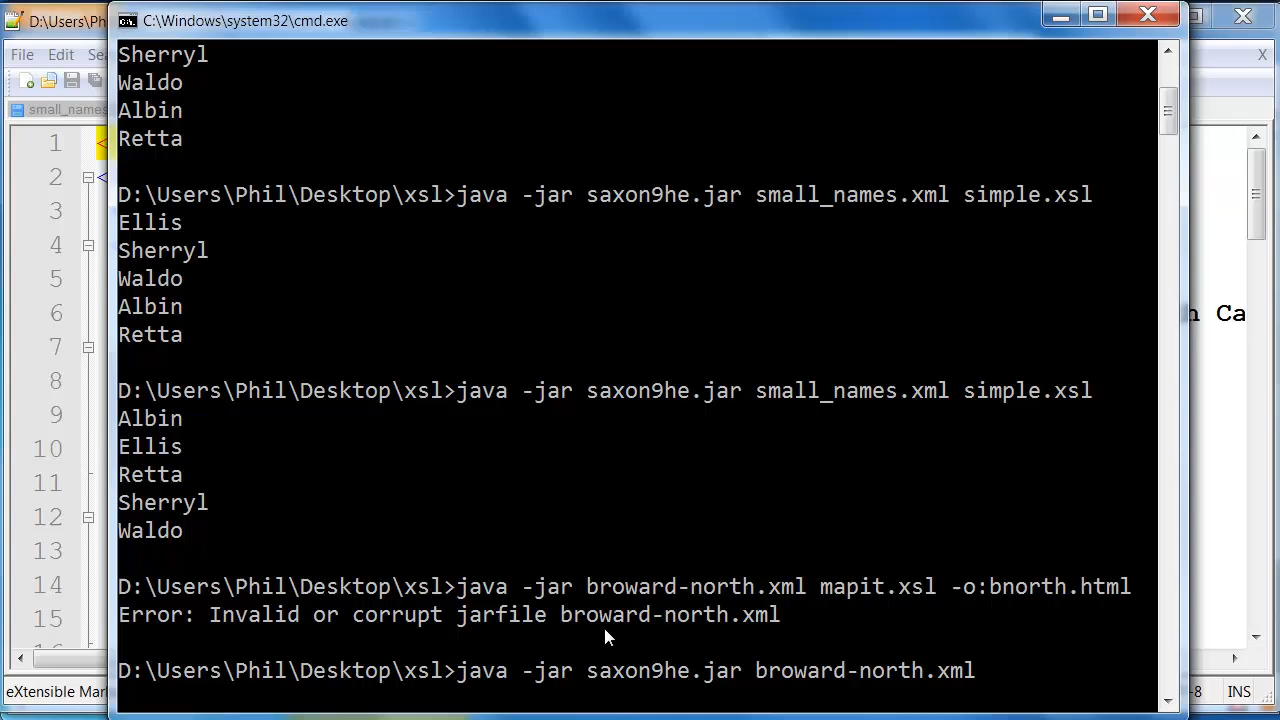 D:\Users\Ph
C:\Windows\system32\cmd.exe
File Edit Se
X
small_names
1 <
2 <
3
4
5
6
7
8
9
10
11
12
13
14
15
Ca
Sherryl
Waldo
Albin
Retta
D:\Users\Phil\Desktop\xsl>java -jar saxon9he.jar small_names.xml simple.xsl
Ellis
Sherryl
Waldo
Albin
Retta
D:\Users\Phil\Desktop\xsl>java -jar saxon9he.jar small_names.xml simple.xsl
Albin
Ellis
Retta
Sherryl
Waldo
D:\Users\Phil\Desktop\xsl>java -jar broward-north.xml mapit.xsl -o:bnorth.html
Error: Invalid or corrupt jarfile broward-north.xml
D:\Users\Phil\Desktop\xsl>java -jar saxon9he.jar broward-north.xml
eXtensible Mar
-8 INS